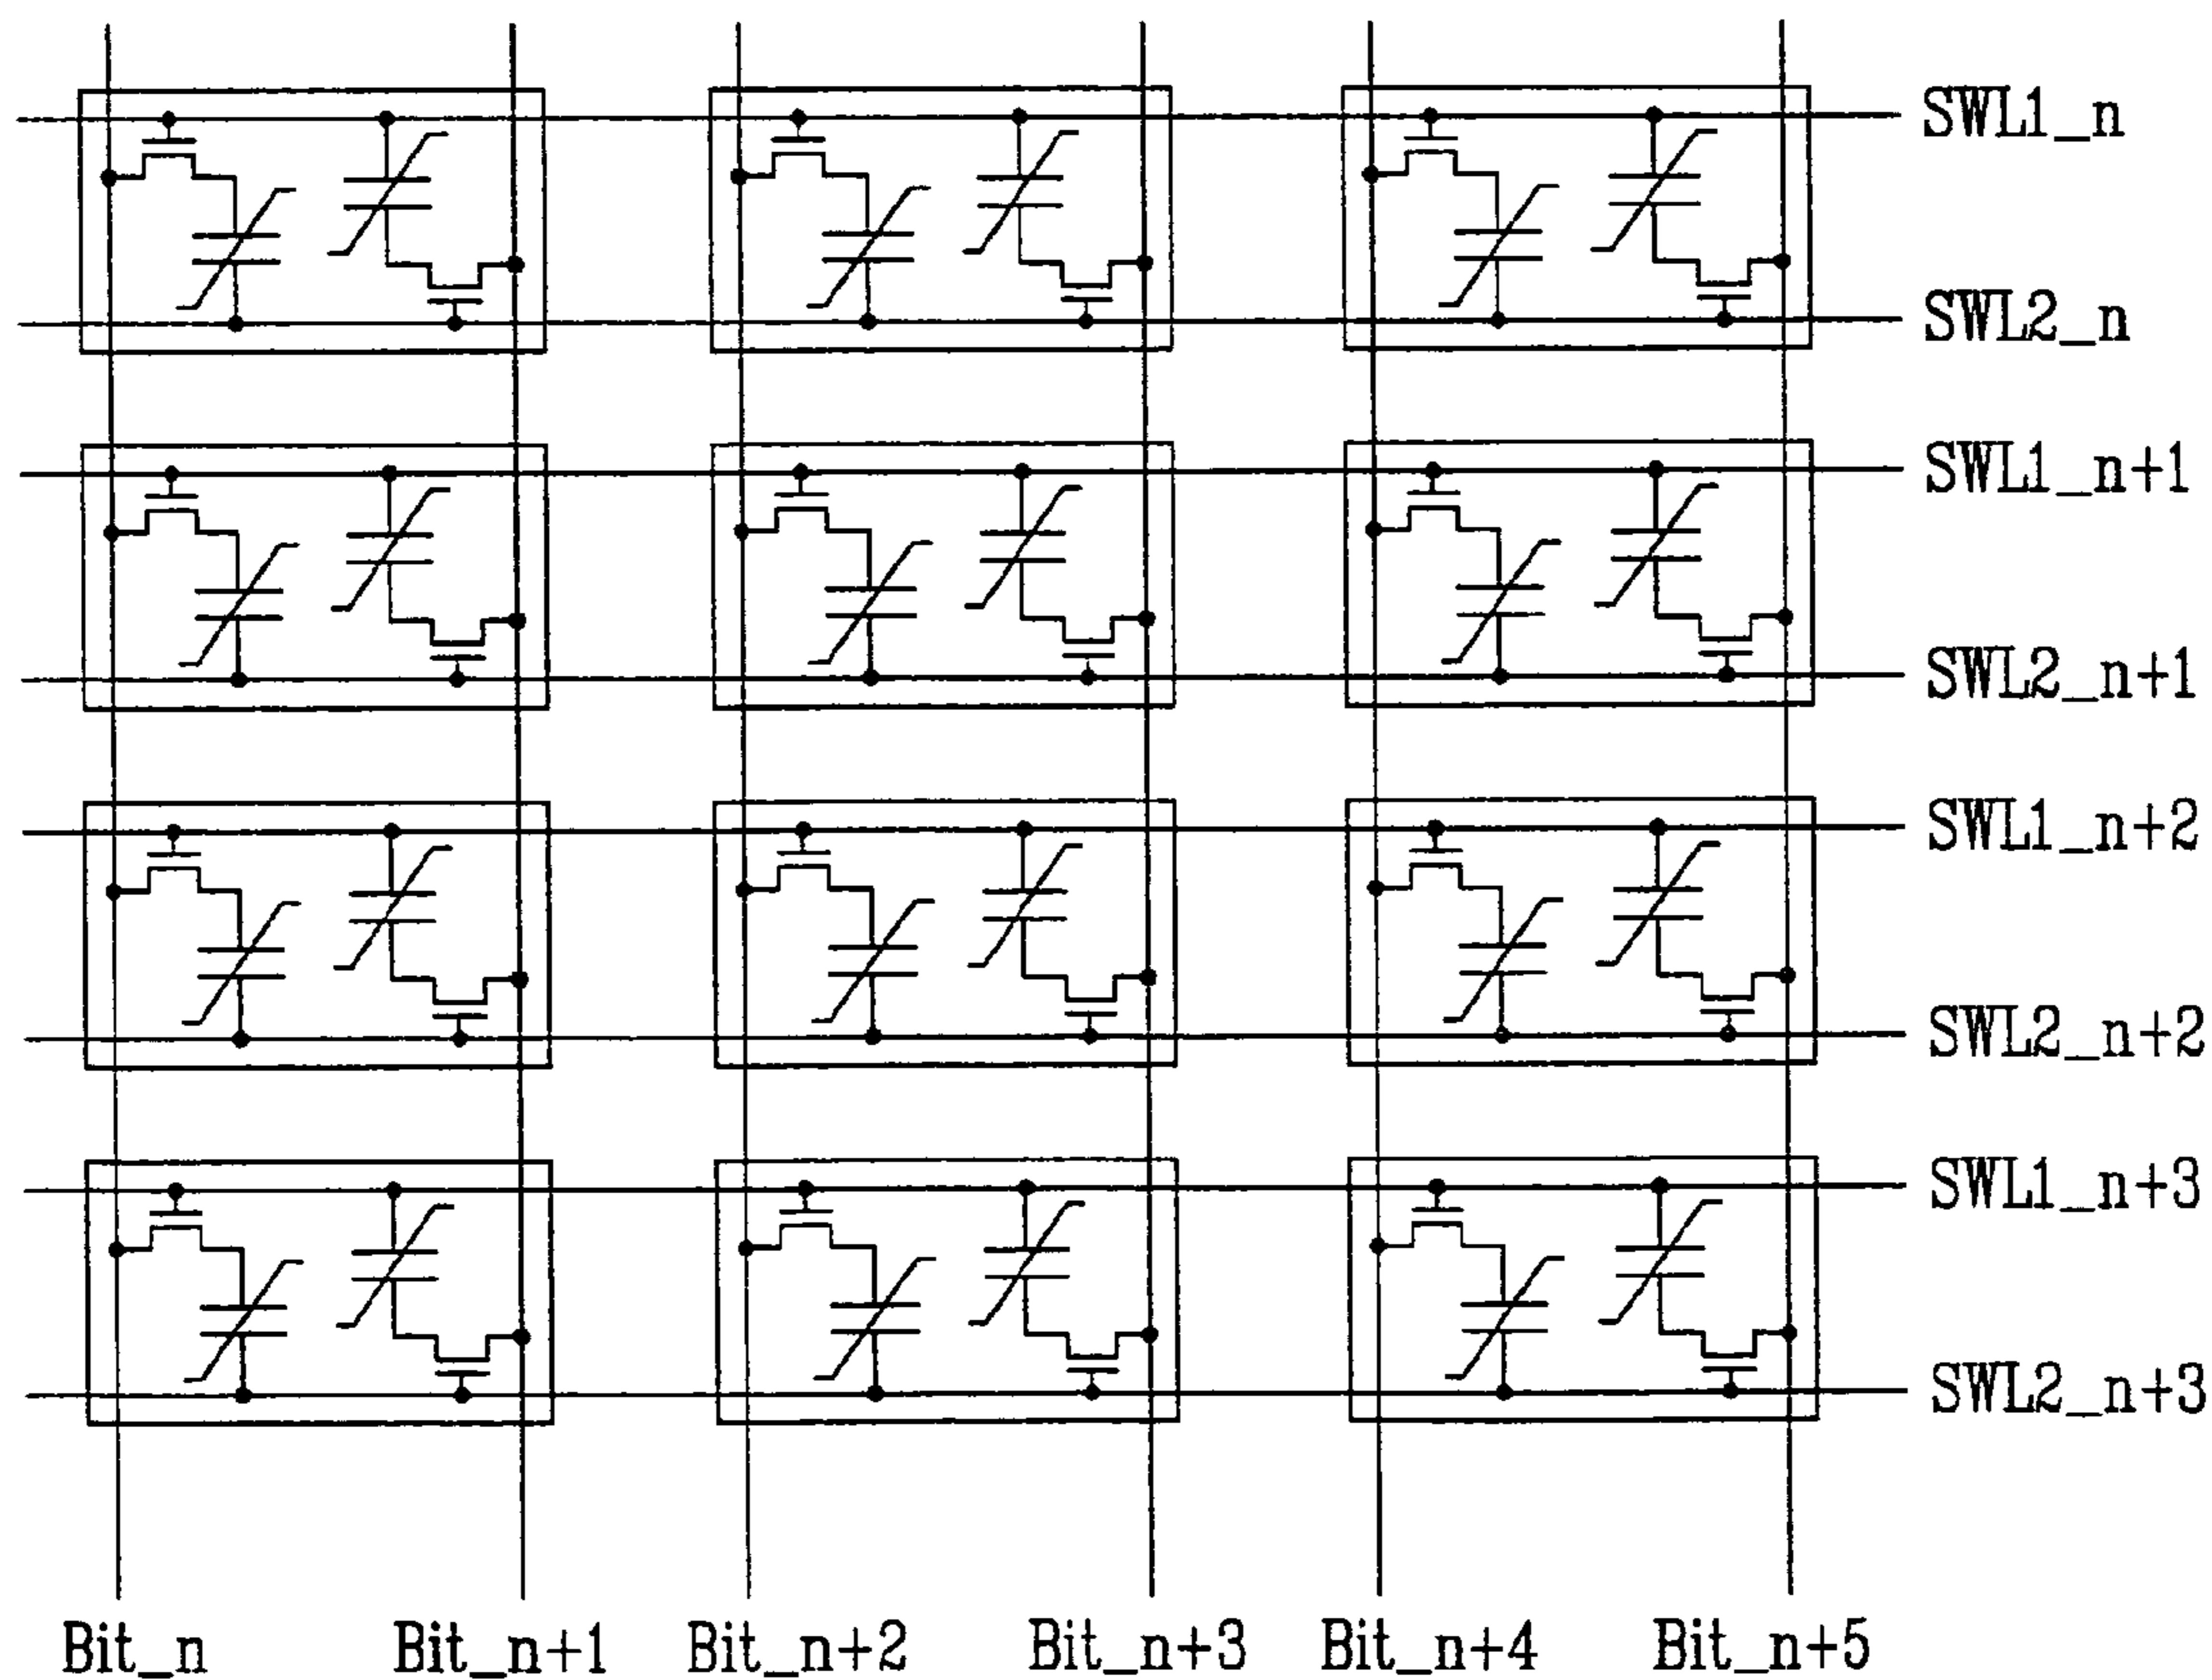 SWL1_n
SWL2_n
SWL1_n+1
SWL2_n+1
SWL1_n+2
SWL2_n+2
SWL1_n+3
SWL2_n+3
Bit_n Bit_n+1 Bit_n+2 Bit_n+3 Bit_n+4 Bit_n+5